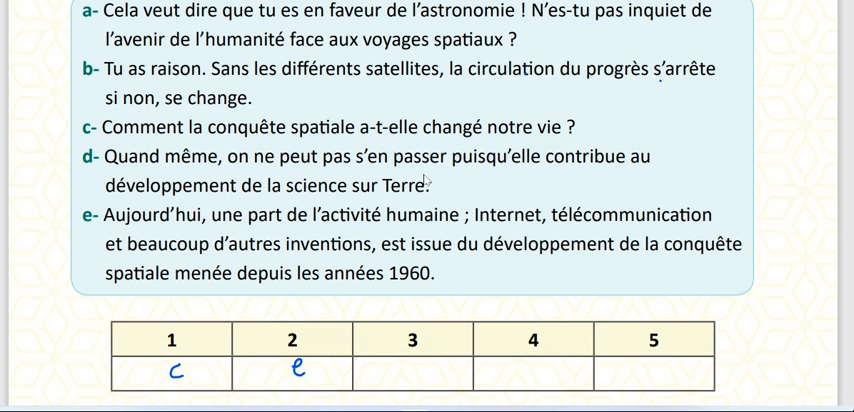 a- Cela veut dire que tu es en faveur de l'astronomie ! N'es-tu pas inquiet de
l'avenir de l'humanité face aux voyages spatiaux ?
b- Tu as raison. Sans les différents satellites, la circulation du progrès s'arrête
si non, se change.
c- Comment la conquête spatiale a-t-elle changé notre vie ?
d- Quand même, on ne peut pas s'en passer puisqu'elle contribue au
développement de la science sur Terre.
e- Aujourd'hui, une part de l'activité humaine ; Internet, télécommunication
et beaucoup d'autres inventions, est issue du développement de la conquête
spatiale menée depuis les années 1960.
1 2 3 4 5
c e